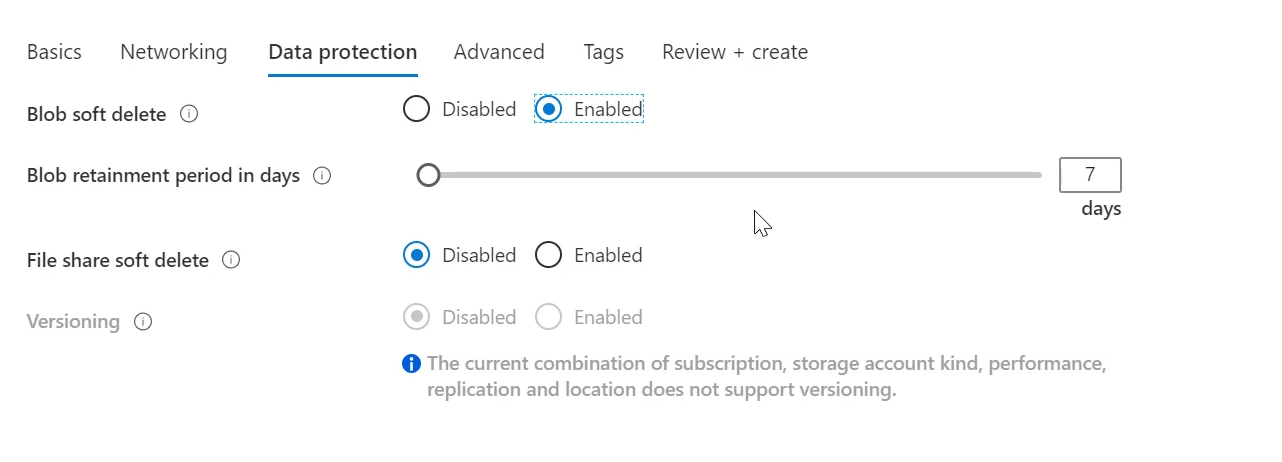 Basics Networking Data protection Advanced Tags Review + create
Blob soft delete Disabled Enabled
Blob retainment period in days 7
days
File share soft delete Disabled Enabled
Versioning Disabled Enabled
The current combination of subscription, storage account kind, performance,
replication and location does not support versioning.